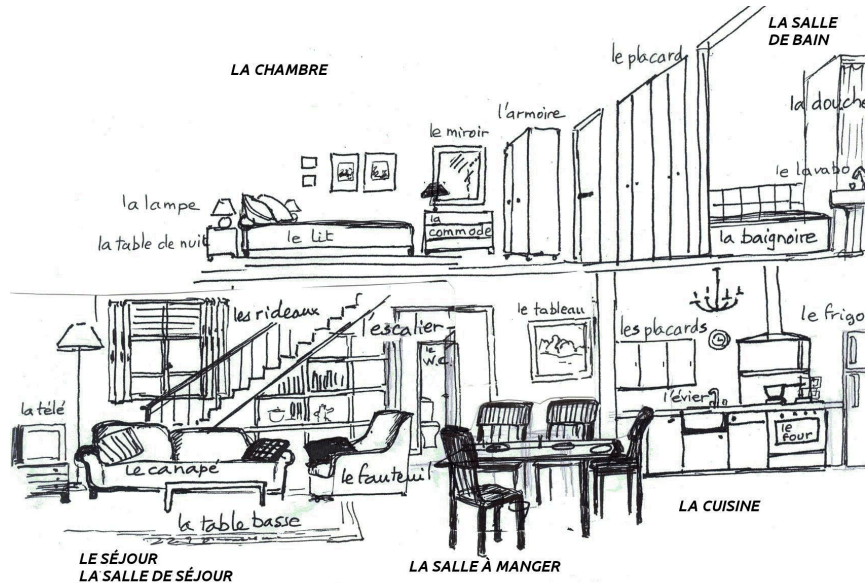 LA SALLE
DE BAIN
LA CHAMBRE
le placard
la douche
l'armoire
le miroir
le lavabo
la lampe
la
commode
la table de nuit
le lit
la baignoire
les rideaux
l'escalier
le tableau
les placards
le frigo
le
W.C.
l'évier
la télé
le four
le canapé
le fauteuil
la table basse
LA CUISINE
LE SÉJOUR
LA SALLE DE SÉJOUR
LA SALLE À MANGER